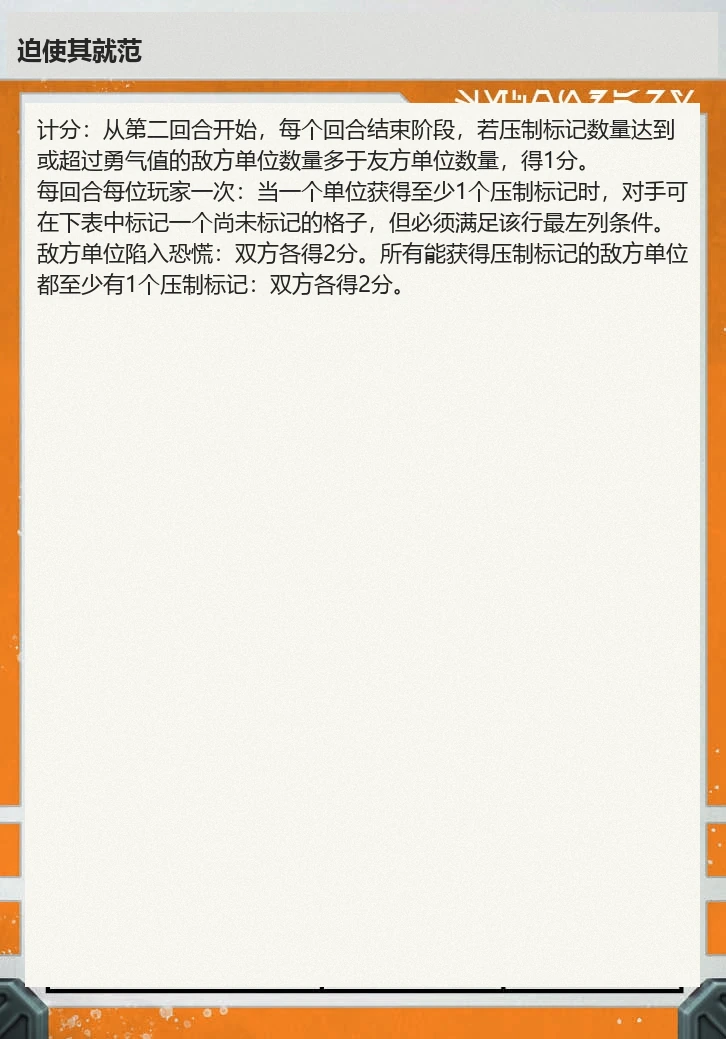 迫使其就范
计分：从第二回合开始，每个回合结束阶段，若压制标记数量达到
或超过勇气值的敌方单位数量多于友方单位数量，得1分。
每回合每位玩家一次：当一个单位获得至少1个压制标记时，对手可
在下表中标记一个尚未标记的格子，但必须满足该行最左列条件。
敌方单位陷入恐慌：双方各得2分。所有能获得压制标记的敌方单位
都至少有1个压制标记：双方各得2分。